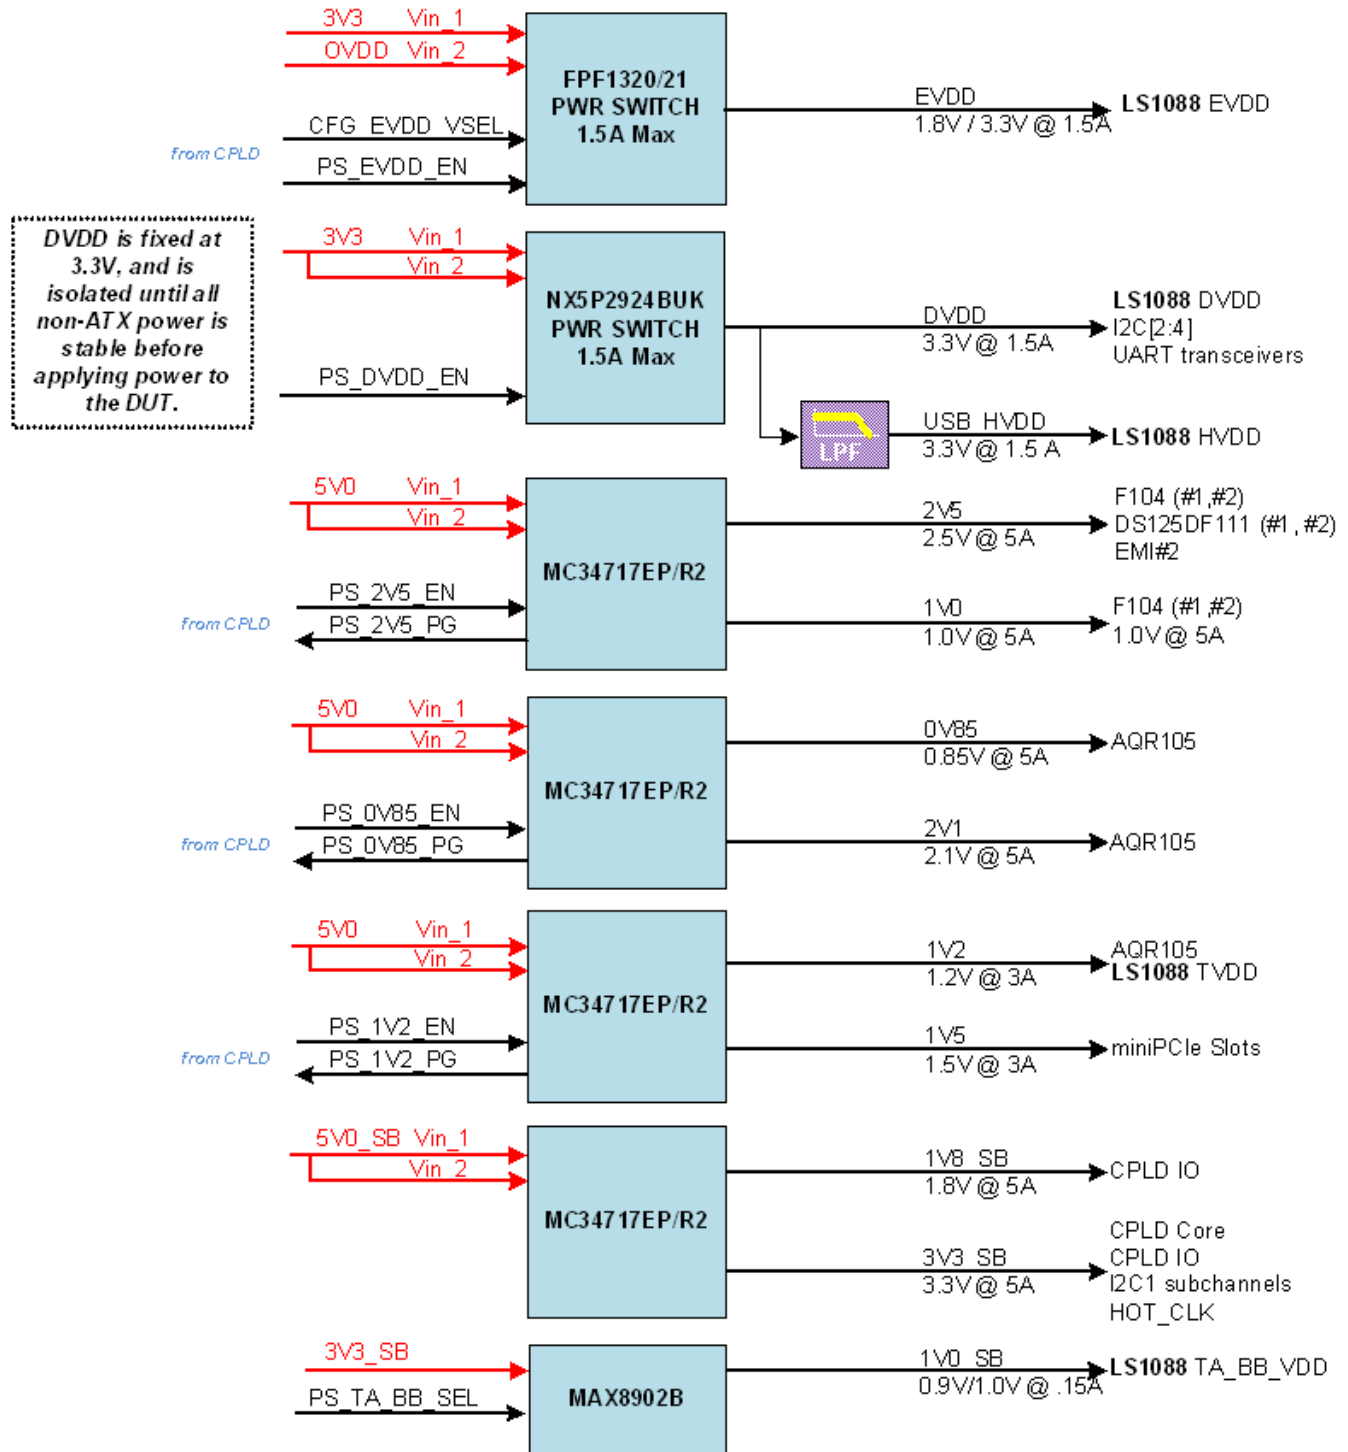 3V3 Vin_1
OVDD Vin_2
CFG_EVDD_VSEL
from CPLD
PS_EVDD_EN
FPF1320/21
PWR SWITCH
1.5A Max
EVDD
1.8V / 3.3V @ 1.5A
LS1088 EVDD
DVDD is fixed at
3.3V, and is
isolated until all
non-ATX power is
stable before
applying power to
the DUT.
3V3 Vin_1
Vin_2
PS_DVDD_EN
NX5P2924BUK
PWR SWITCH
1.5A Max
DVDD
3.3V @ 1.5A
LS1088 DVDD
I2C[2:4]
UART transceivers
LPF
USB_HVDD
3.3V @ 1.5 A
LS1088 HVDD
5V0 Vin_1
Vin_2
PS_2V5_EN
from CPLD
PS_2V5_PG
MC34717EP/R2
2V5
2.5V @ 5A
F104 (#1,#2)
DS125DF111 (#1, #2)
EMI#2
1V0
1.0V @ 5A
F104 (#1,#2)
1.0V @ 5A
5V0 Vin_1
Vin_2
PS_0V85_EN
from CPLD
PS_0V85_PG
MC34717EP/R2
0V85
0.85V @ 5A
AQR105
2V1
2.1V @ 5A
AQR105
5V0 Vin_1
Vin_2
PS_1V2_EN
from CPLD
PS_1V2_PG
MC34717EP/R2
1V2
1.2V @ 3A
AQR105
LS1088 TVDD
1V5
1.5V @ 3A
miniPCIe Slots
5V0_SB Vin_1
Vin_2
MC34717EP/R2
1V8_SB
1.8V @ 5A
CPLD IO
3V3_SB
3.3V @ 5A
CPLD Core
CPLD IO
I2C1 subchannels
HOT_CLK
3V3_SB
PS_TA_BB_SEL
MAX8902B
1V0_SB
0.9V/1.0V @ .15A
LS1088 TA_BB_VDD